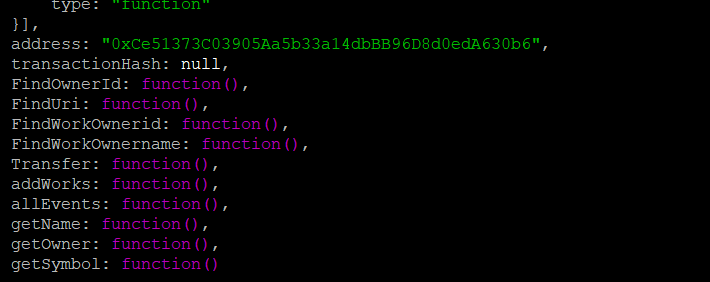 type: "function"
}],
address: "0xCe51373C03905Aa5b33a14dbBB96D8d0edA630b6",
transactionHash: null,
FindOwnerId: function(),
FindUri: function(),
FindWorkOwnerid: function(),
FindWorkOwnername: function(),
Transfer: function(),
addWorks: function(),
allEvents: function(),
getName: function(),
getOwner: function(),
getSymbol: function()